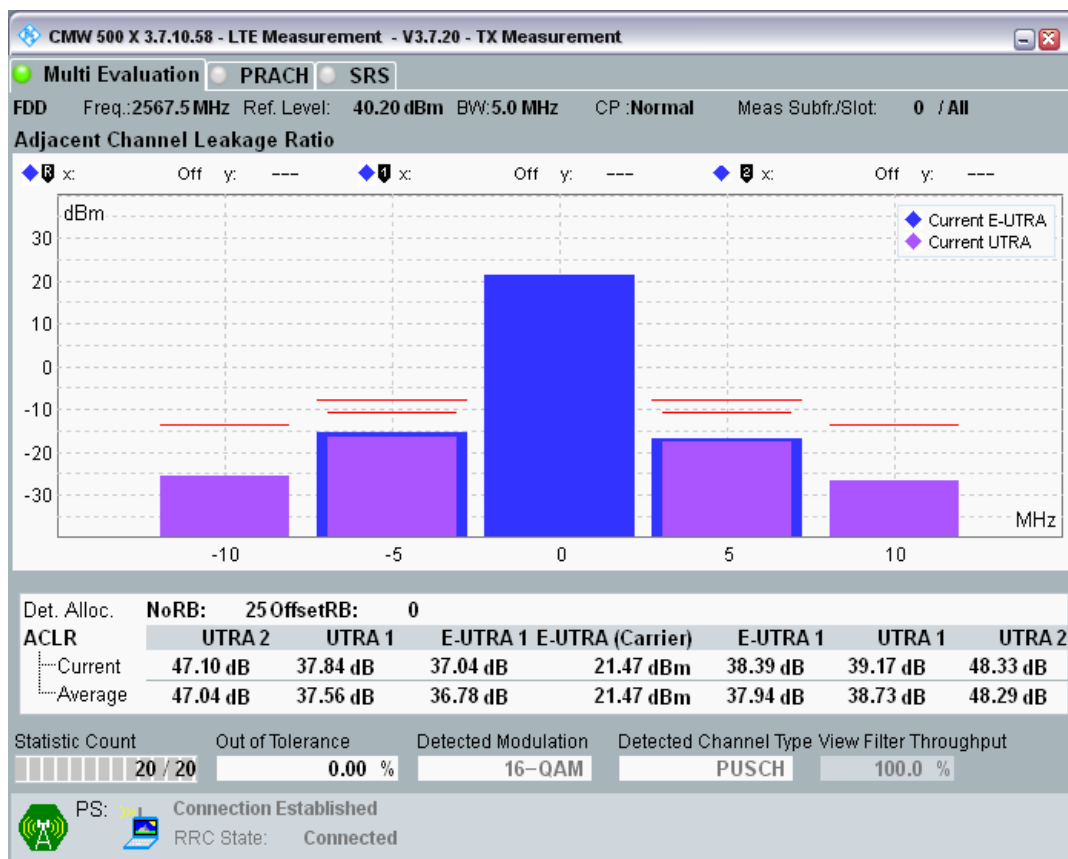 CMW 500 X 3.7.10.58 - LTE Measurement - V3.7.20 - TX Measurement
Multi Evaluation PRACH SRS
FDD Freq.:2567.5 MHz Ref. Level: 40.20 dBm BW:5.0 MHz CP :Normal Meas Subfr./Slot: 0 / All
Adjacent Channel Leakage Ratio
R x: Off y: --- 1 x: Off y: --- 2 x: Off y: ---
dBm
Current E-UTRA
Current UTRA
30
20
10
0
-10
-20
-30
MHz
-10 -5 0 5 10
Det. Alloc. NoRB: 25 OffsetRB: 0
ACLR UTRA 2 UTRA 1 E-UTRA 1 E-UTRA (Carrier) E-UTRA 1 UTRA 1 UTRA 2
Current 47.10 dB 37.84 dB 37.04 dB 21.47 dBm 38.39 dB 39.17 dB 48.33 dB
Average 47.04 dB 37.56 dB 36.78 dB 21.47 dBm 37.94 dB 38.73 dB 48.29 dB
Statistic Count Out of Tolerance Detected Modulation Detected Channel Type View Filter Throughput
20 / 20 0.00 % 16-QAM PUSCH 100.0 %
PS: Connection Established
RRC State: Connected